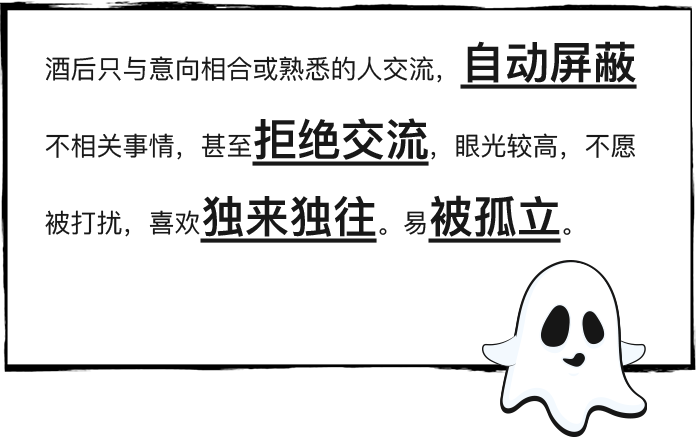 酒后只与意向相合或熟悉的人交流，自动屏蔽
不相关事情，甚至拒绝交流，眼光较高，不愿
被打扰，喜欢独来独往。易被孤立。